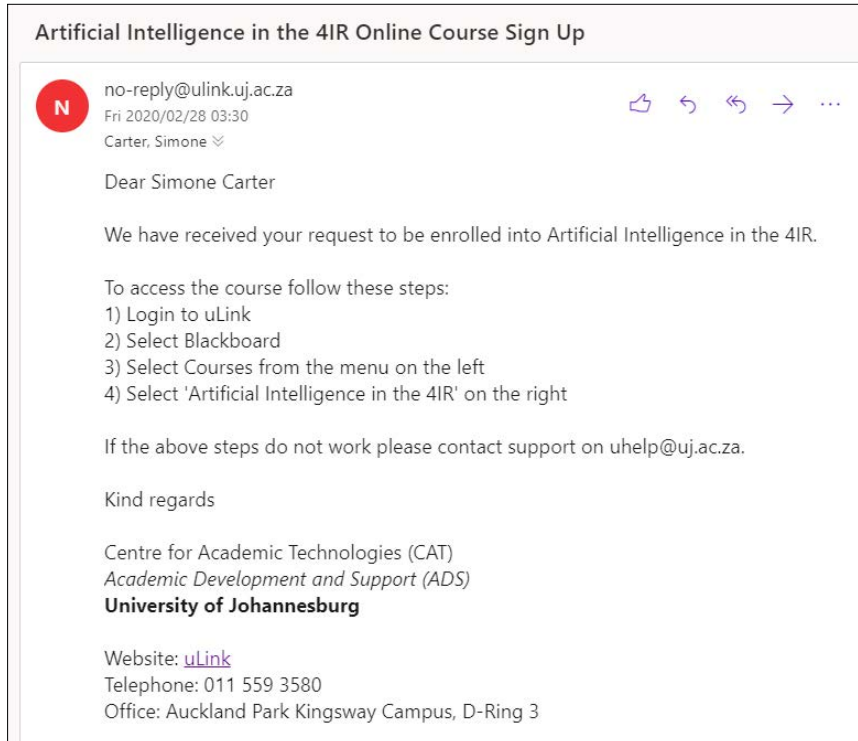 Artificial Intelligence in the 4IR Online Course Sign Up
N
no-reply@ulink.uj.ac.za
Fri 2020/02/28 03:30
Carter, Simone
Dear Simone Carter
We have received your request to be enrolled into Artificial Intelligence in the 4IR.
To access the course follow these steps:
1) Login to uLink
2) Select Blackboard
3) Select Courses from the menu on the left
4) Select 'Artificial Intelligence in the 4IR' on the right
If the above steps do not work please contact support on uhelp@uj.ac.za.
Kind regards
Centre for Academic Technologies (CAT)
Academic Development and Support (ADS)
University of Johannesburg
Website: uLink
Telephone: 011 559 3580
Office: Auckland Park Kingsway Campus, D-Ring 3